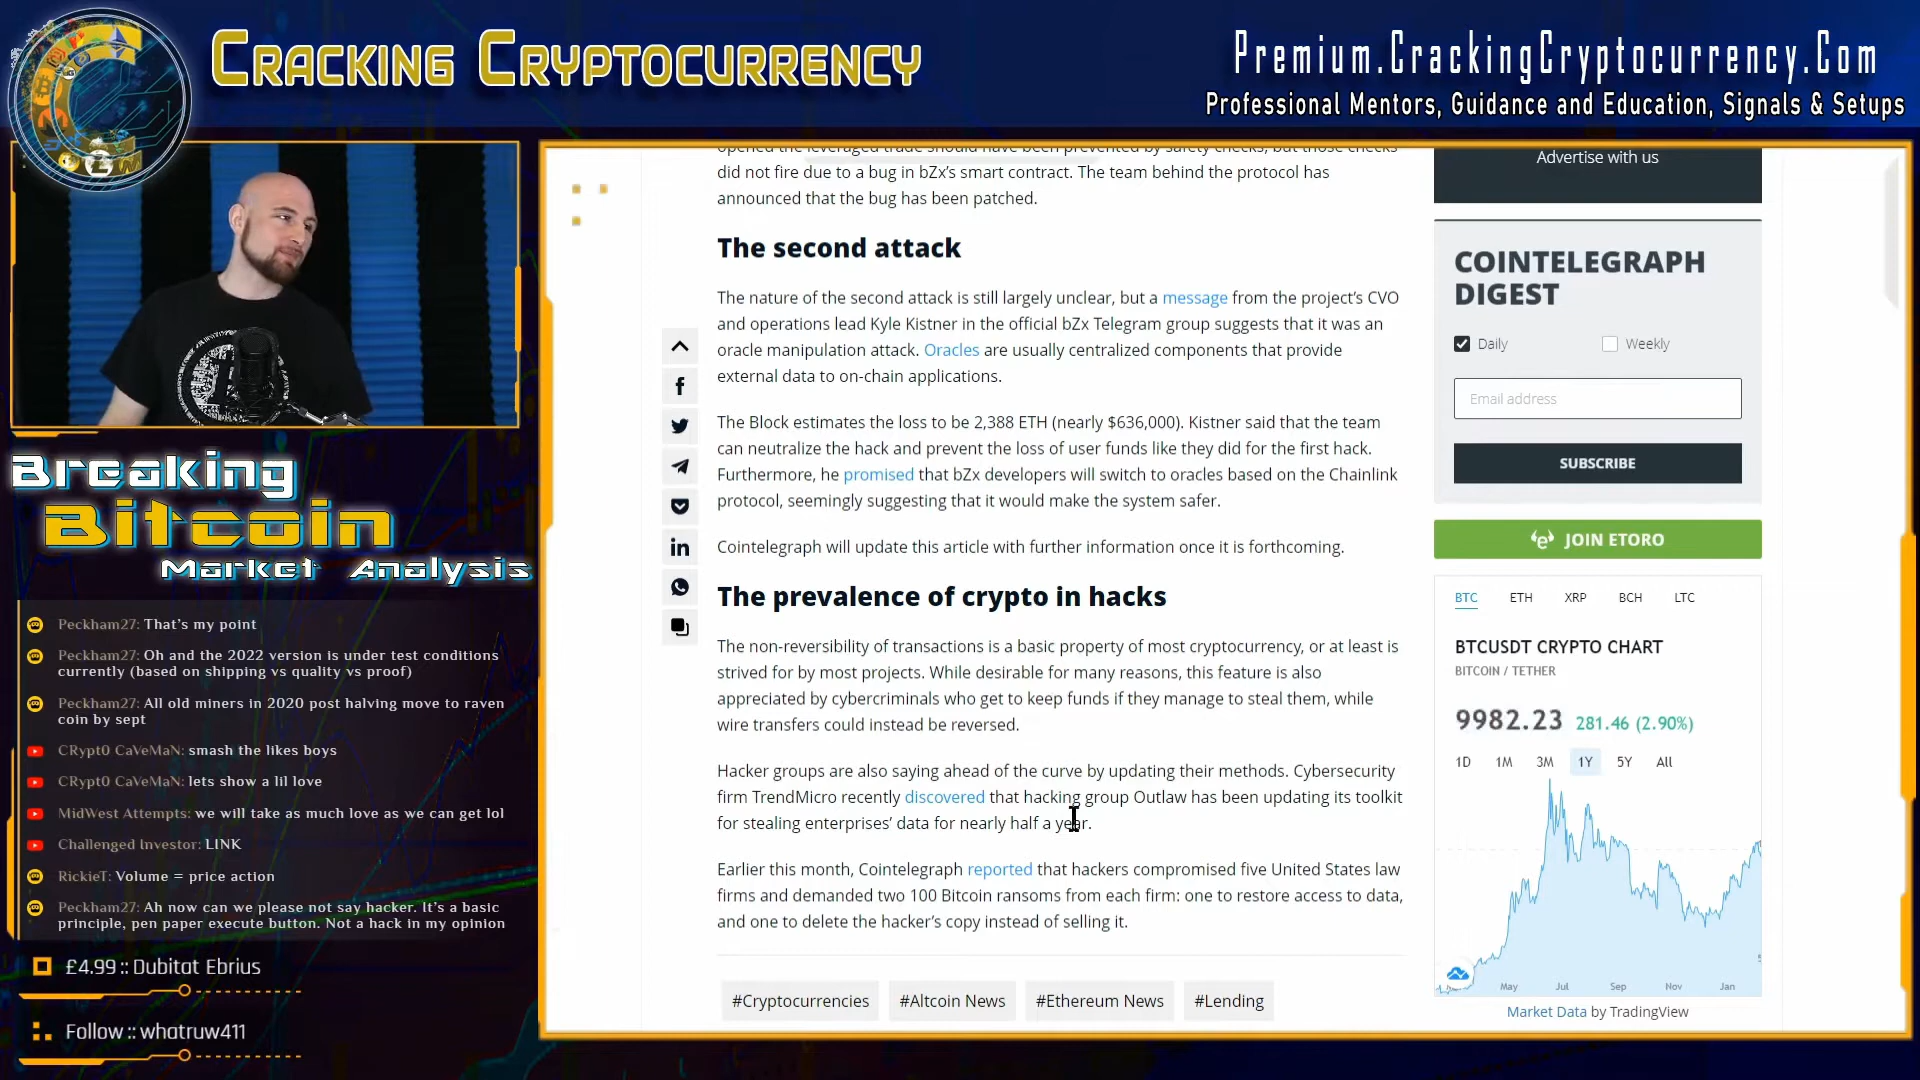 CRACKING CRYPTOCURRENCY
Premium.CrackingCryptocurrency.Com
Professional Mentors, Guidance and Education, Signals & Setups
Breaking
Bitcoin
Market Analysis
Peckham27: That's my point
Peckham27: Oh and the 2022 version is under test conditions
currently (based on shipping vs quality vs proof)
Peckham27: All old miners in 2020 post halving move to raven
coin by sept
CRypt0 CaVeMaN: smash the likes boys
CRypt0 CaVeMaN: lets show a lil love
MidWest Attempts: we will take as much love as we can get lol
Challenged Investor: LINK
RickieT: Volume = price action
Peckham27: Ah now can we please not say hacker. It's a basic
principle, pen paper execute button. Not a hack in my opinion
£4.99 :: Dubitat Ebrius
Follow :: whatruw411
opened the leveraged trade should have been prevented by safety checks, but those checks
did not fire due to a bug in bZx's smart contract. The team behind the protocol has
announced that the bug has been patched.
The second attack
The nature of the second attack is still largely unclear, but a message from the project's CVO
and operations lead Kyle Kistner in the official bZx Telegram group suggests that it was an
oracle manipulation attack. Oracles are usually centralized components that provide
external data to on-chain applications.
The Block estimates the loss to be 2,388 ETH (nearly $636,000). Kistner said that the team
can neutralize the hack and prevent the loss of user funds like they did for the first hack.
Furthermore, he promised that bZx developers will switch to oracles based on the Chainlink
protocol, seemingly suggesting that it would make the system safer.
Cointelegraph will update this article with further information once it is forthcoming.
The prevalence of crypto in hacks
The non-reversibility of transactions is a basic property of most cryptocurrency, or at least is
strived for by most projects. While desirable for many reasons, this feature is also
appreciated by cybercriminals who get to keep funds if they manage to steal them, while
wire transfers could instead be reversed.
Hacker groups are also saying ahead of the curve by updating their methods. Cybersecurity
firm TrendMicro recently discovered that hacking group Outlaw has been updating its toolkit
for stealing enterprises' data for nearly half a year.
Earlier this month, Cointelegraph reported that hackers compromised five United States law
firms and demanded two 100 Bitcoin ransoms from each firm: one to restore access to data,
and one to delete the hacker's copy instead of selling it.
#Cryptocurrencies #Altcoin News #Ethereum News #Lending
Advertise with us
COINTELEGRAPH
DIGEST
Daily Weekly
Email address
SUBSCRIBE
JOIN ETORO
BTC ETH XRP BCH LTC
BTCUSDT CRYPTO CHART
BITCOIN / TETHER
9982.23 281.46 (2.90%)
1D 1M 3M 1Y 5Y All
May Jul Sep Nov Jan
Market Data by TradingView